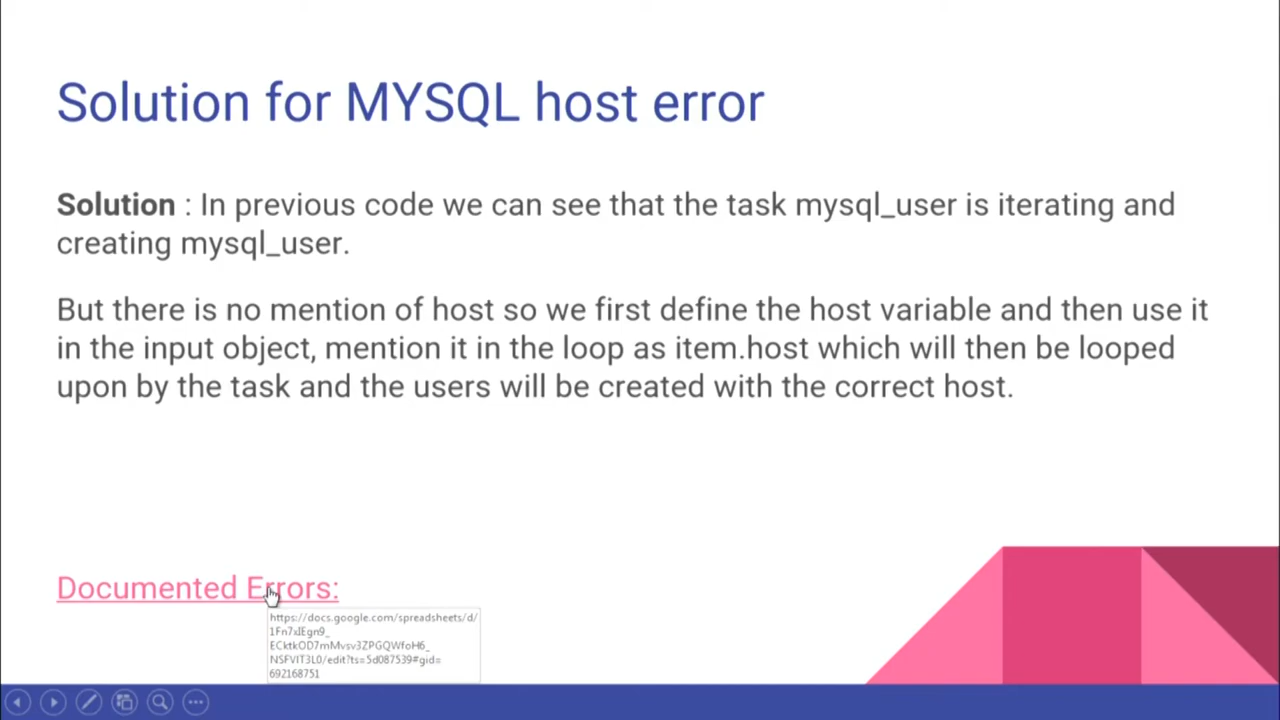 Solution for MYSQL host error
Solution : In previous code we can see that the task mysql_user is iterating and
creating mysql_user.
But there is no mention of host so we first define the host variable and then use it
in the input object, mention it in the loop as item.host which will then be looped
upon by the task and the users will be created with the correct host.
Documented Errors:
https://docs.google.com/spreadsheets/d/
1Fn7xIEgn9_
ECktkOD7mMvsv3ZPGQWfoH6_
NSFVIT3L0/edit?ts=5d087539#gid=
692168751